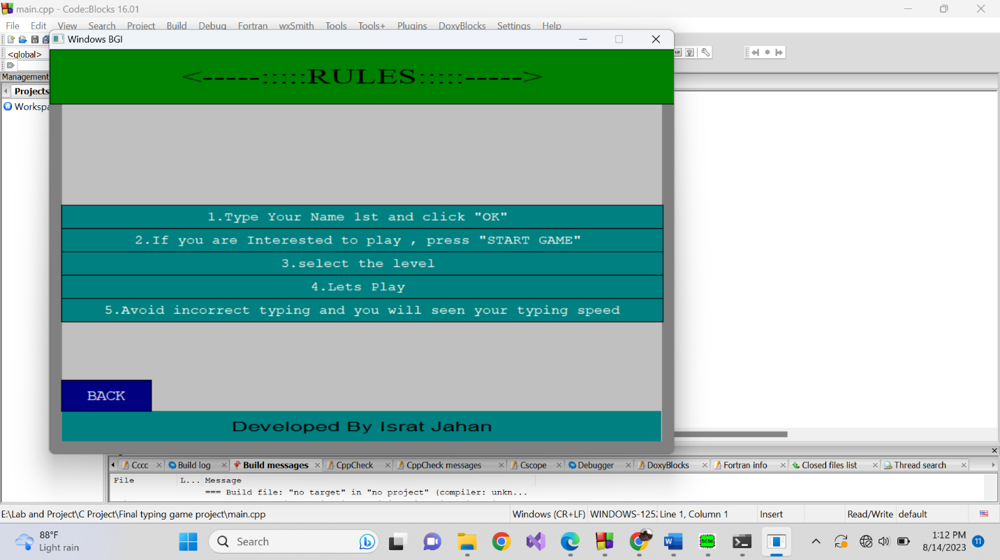 main.cpp - Code::Blocks 16.01
File Edit View Search Project Build Debug Fortran wxSmith Tools Tools+ Plugins DoxyBlocks Settings Help
Windows BGI
<global>
<-----:::::RULES:::::----->
Management
Projects
1.Type Your Name 1st and click "OK"
2.If you are Interested to play , press "START GAME"
3.select the level
4.Lets Play
5.Avoid incorrect typing and you will seen your typing speed
BACK
Developed By Israt Jahan
Cccc Build log Build messages CppCheck CppCheck messages Cscope Debugger DoxyBlocks Fortran info Closed files list Thread search
File L... Message
=== Build file: "no target" in "no project" (compiler: unkn...
E:\Lab and Project\C Project\Final typing game project\main.cpp Windows (CR+LF) WINDOWS-125 Line 1, Column 1 Insert Read/Write default
88°F
Light rain
Search
1:12 PM
8/14/2023
11